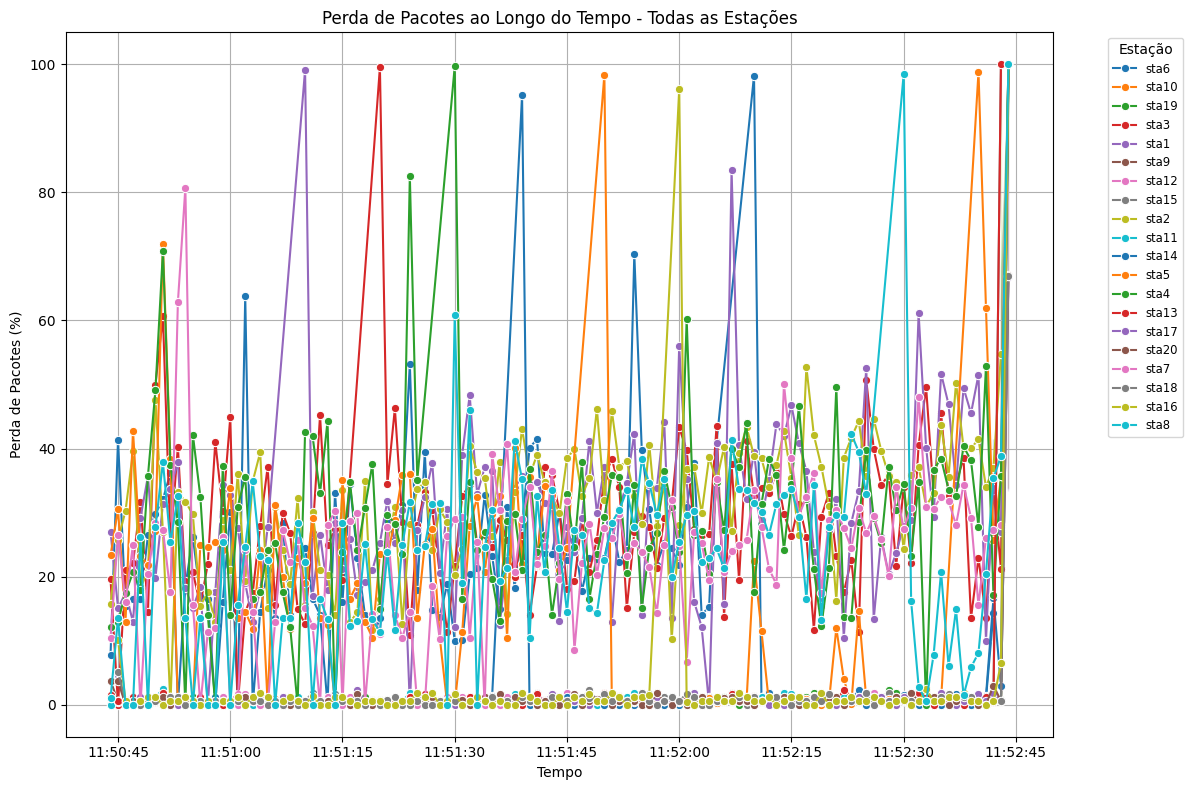 Perda de Pacotes ao Longo do Tempo - Todas as Estações
Estação
sta6
sta10
sta19
sta3
sta1
sta9
sta12
sta15
sta2
sta11
sta14
sta5
sta4
sta13
sta17
sta20
sta7
sta18
sta16
sta8
Perda de Pacotes (%)
100
80
60
40
20
0
11:50:45 11:51:00 11:51:15 11:51:30 11:51:45 11:52:00 11:52:15 11:52:30 11:52:45
Tempo